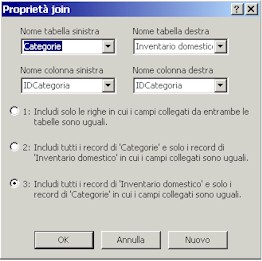 Proprietà join
Nome tabella sinistra
Nome tabella destra
Categorie
Inventario domestico
Nome colonna sinistra
Nome colonna destra
IDCategoria
IDCategoria
1: Includi solo le righe in cui i campi collegati da entrambe le
tabelle sono uguali.
2: Includi tutti i record di 'Categorie' e solo i record di
'Inventario domestico' in cui i campi collegati sono uguali.
3: Includi tutti i record di 'Inventario domestico' e solo i
record di 'Categorie' in cui i campi collegati sono uguali.
OK
Annulla
Nuovo